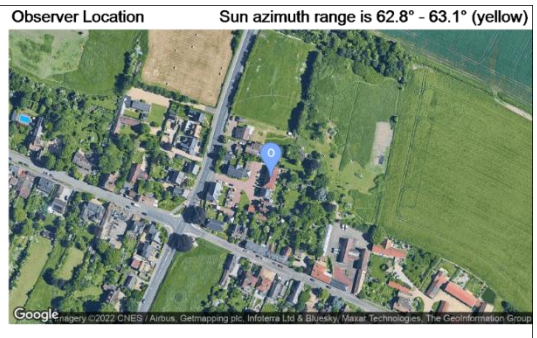 Observer Location Sun azimuth range is 62.8° - 63.1° (yellow)
O
Google Imagery ©2022 CNES / Airbus, Getmapping plc, Infoterra Ltd & Bluesky, Maxar Technologies, The GeoInformation Group